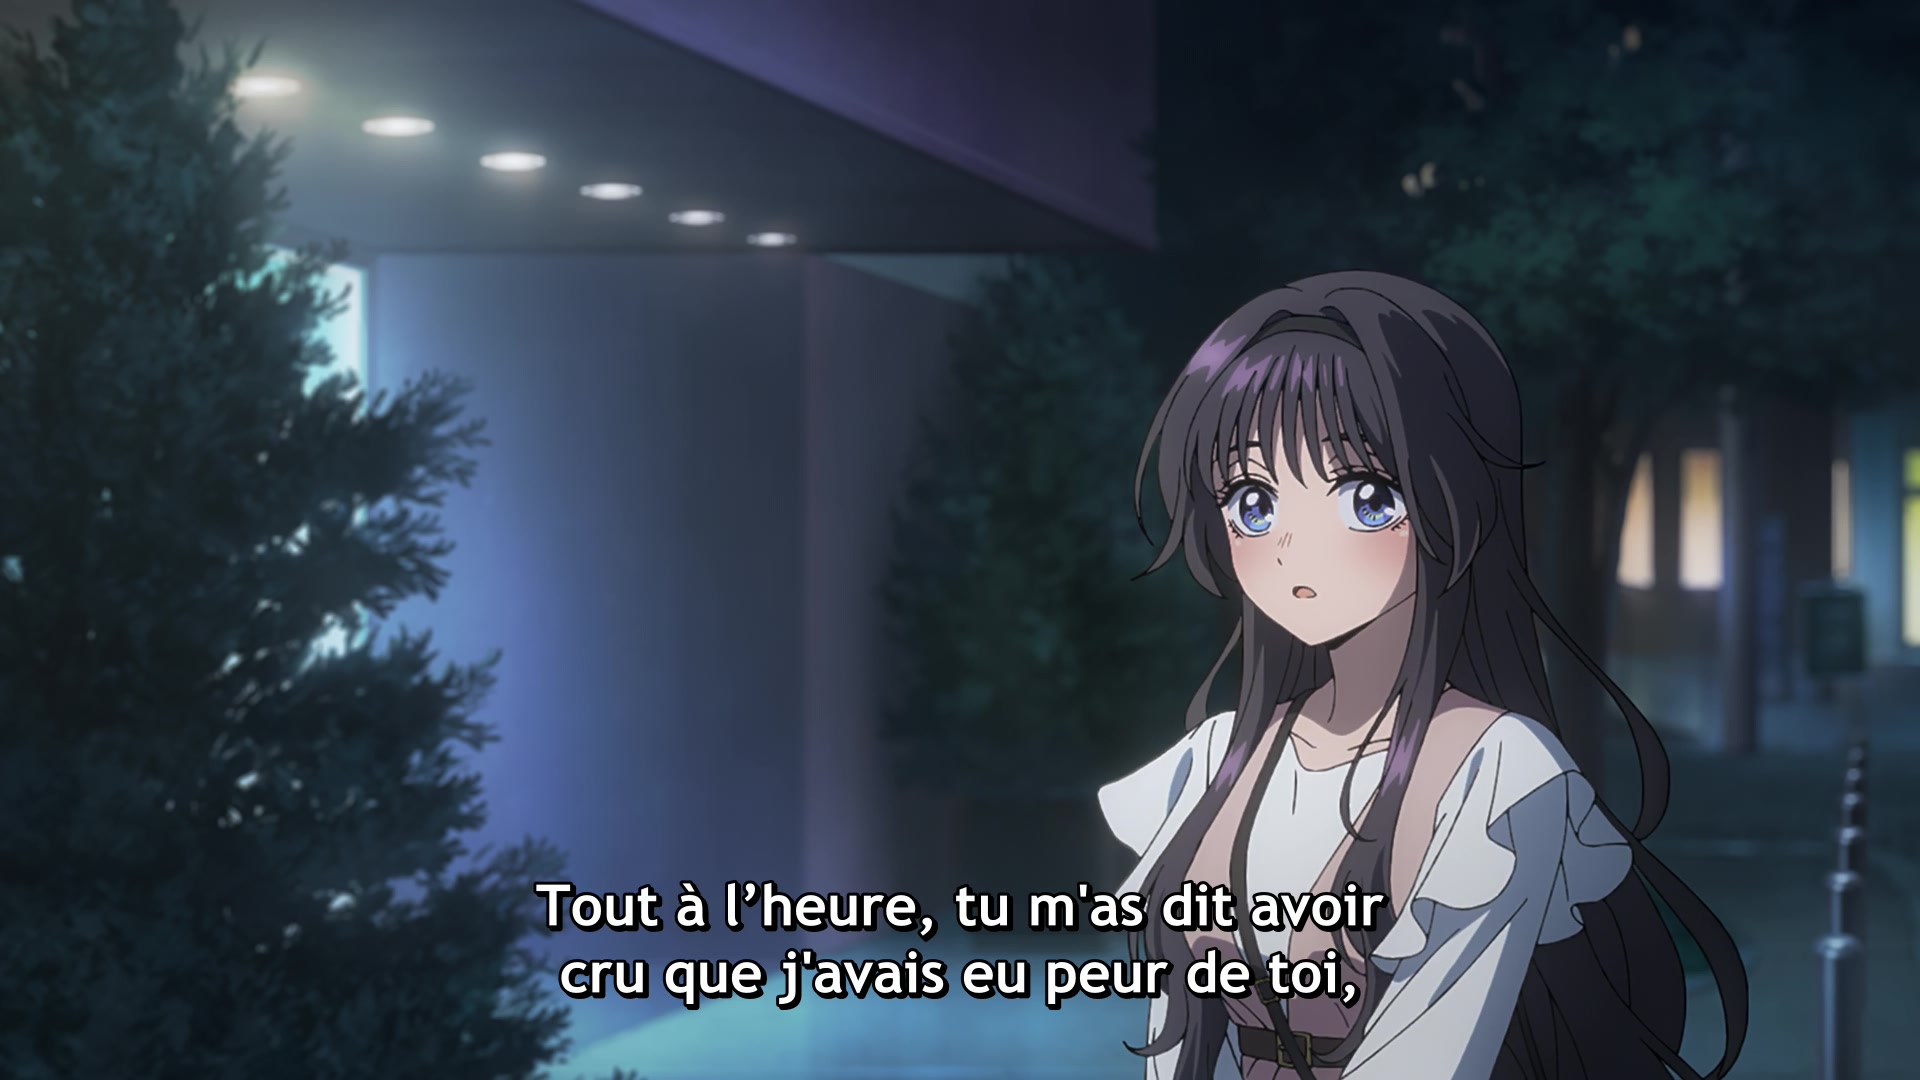 Tout à l’heure, tu m'as dit avoir
cru que j'avais eu peur de toi,